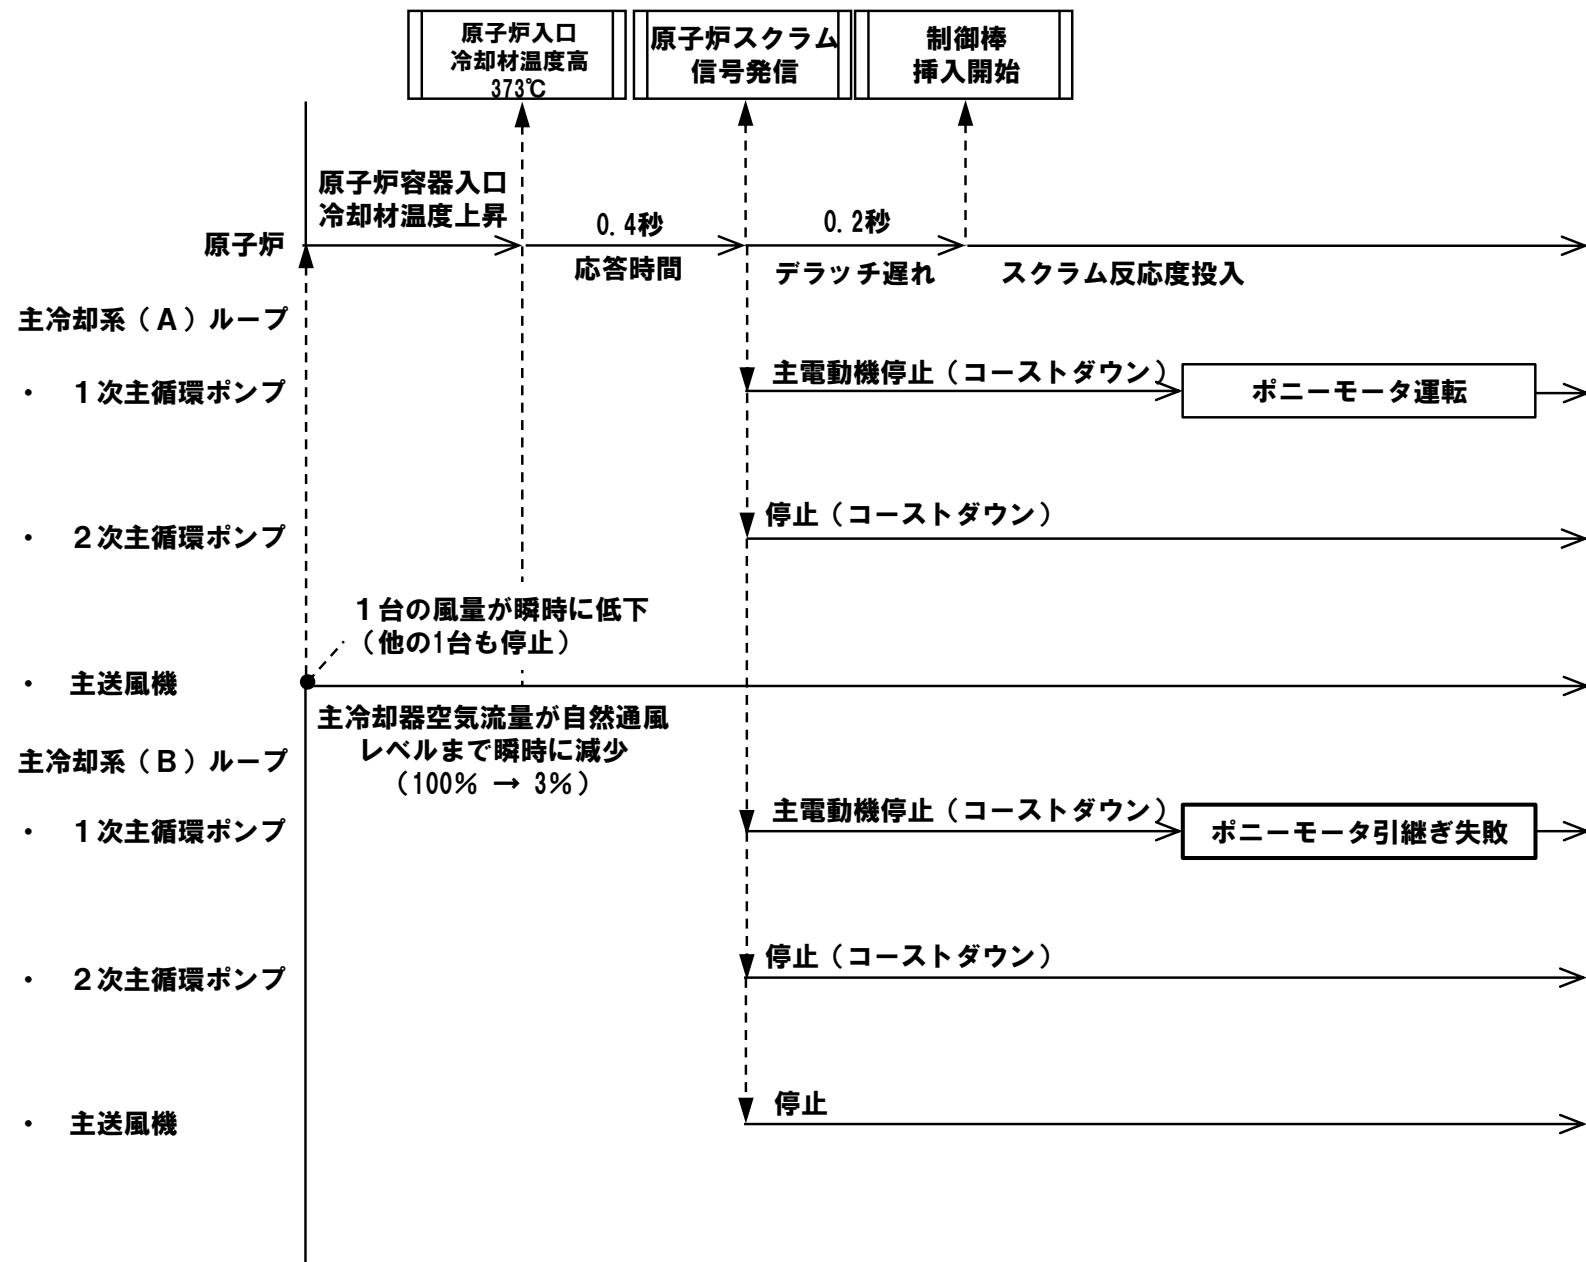 原子炉入口
冷却材温度高
373℃
原子炉スクラム
信号発信
制御棒
挿入開始
原子炉容器入口
冷却材温度上昇
原子炉
0.4秒
応答時間
0.2秒
デラッチ遅れ
スクラム反応度投入
主冷却系（A）ループ
・ 1次主循環ポンプ
主電動機停止（コーストダウン）
ポニーモータ運転
・ 2次主循環ポンプ
停止（コーストダウン）
1台の風量が瞬時に低下
（他の1台も停止）
・ 主送風機
主冷却器空気流量が自然通風
レベルまで瞬時に減少
（100% → 3%）
主冷却系（B）ループ
・ 1次主循環ポンプ
主電動機停止（コーストダウン）
ポニーモータ引継ぎ失敗
・ 2次主循環ポンプ
停止（コーストダウン）
・ 主送風機
停止